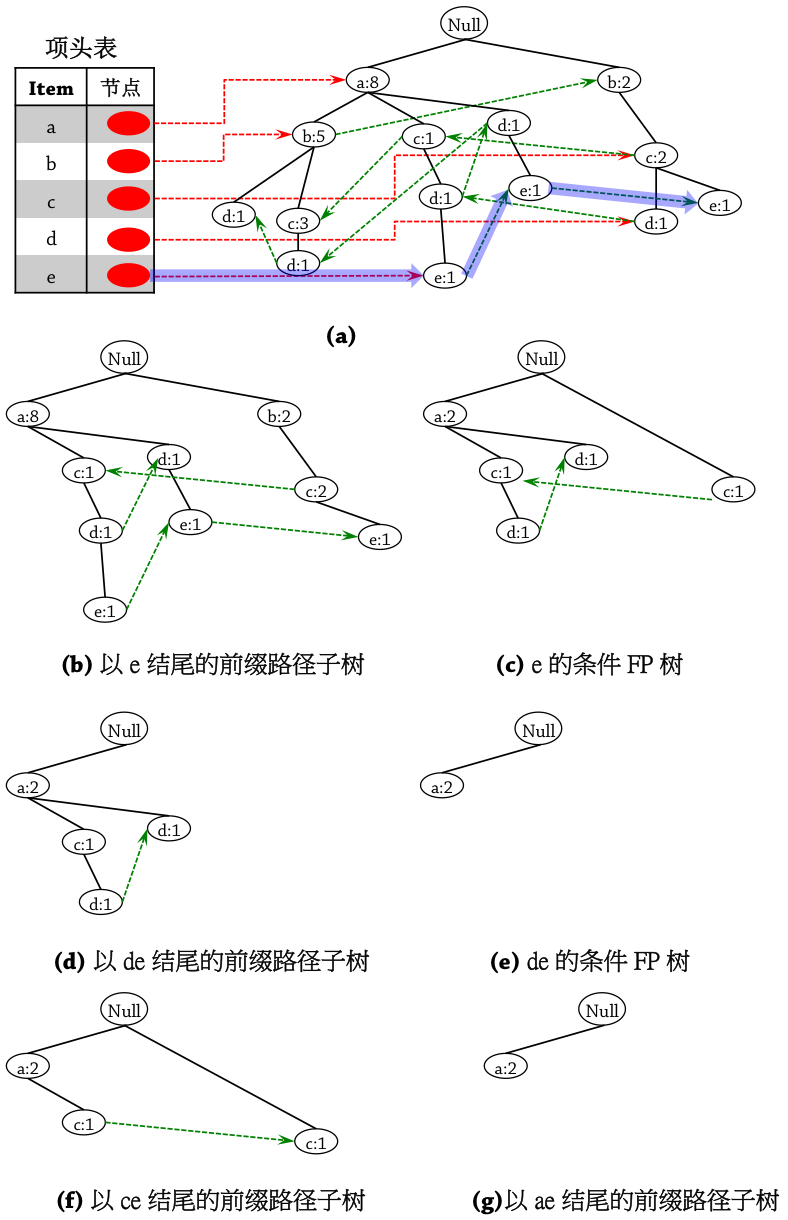 项头表
Item 节点
a
b
c
d
e
Null
a:8 b:2
b:5 c:1 d:1 c:2
d:1 c:3 d:1 e:1 d:1 e:1
d:1 e:1
(a)
Null
a:8 b:2
c:1 d:1 c:2
d:1 e:1 e:1
e:1
(b) 以 e 结尾的前缀路径子树
Null
a:2
c:1 d:1 c:1
d:1
(c) e 的条件 FP 树
Null
a:2
c:1 d:1
d:1
(d) 以 de 结尾的前缀路径子树
Null
a:2
(e) de 的条件 FP 树
Null
a:2
c:1 c:1
(f) 以 ce 结尾的前缀路径子树
Null
a:2
(g)以 ae 结尾的前缀路径子树